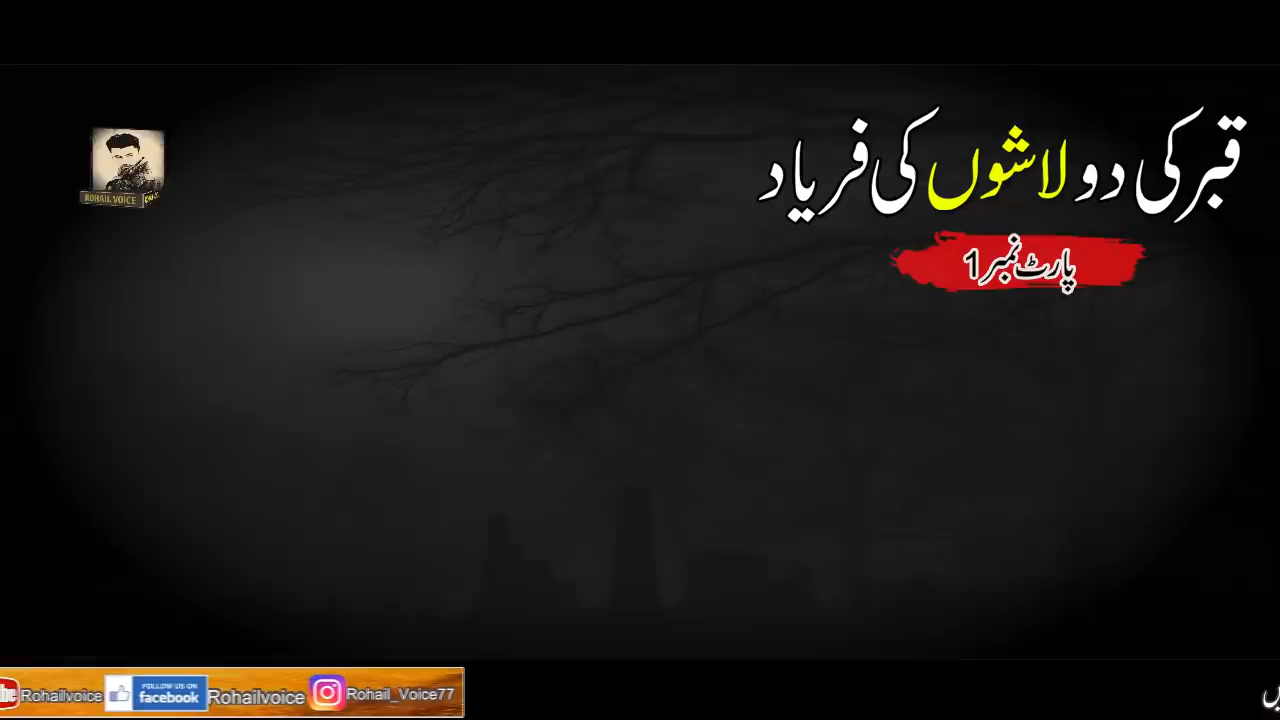 قبر کی دو لاشوں کی فریاد
پارٹ نمبر 1
ROHAIL VOICE
Rohailvoice
FOLLOW US ON
facebook
Rohailvoice
Rohail_Voice77